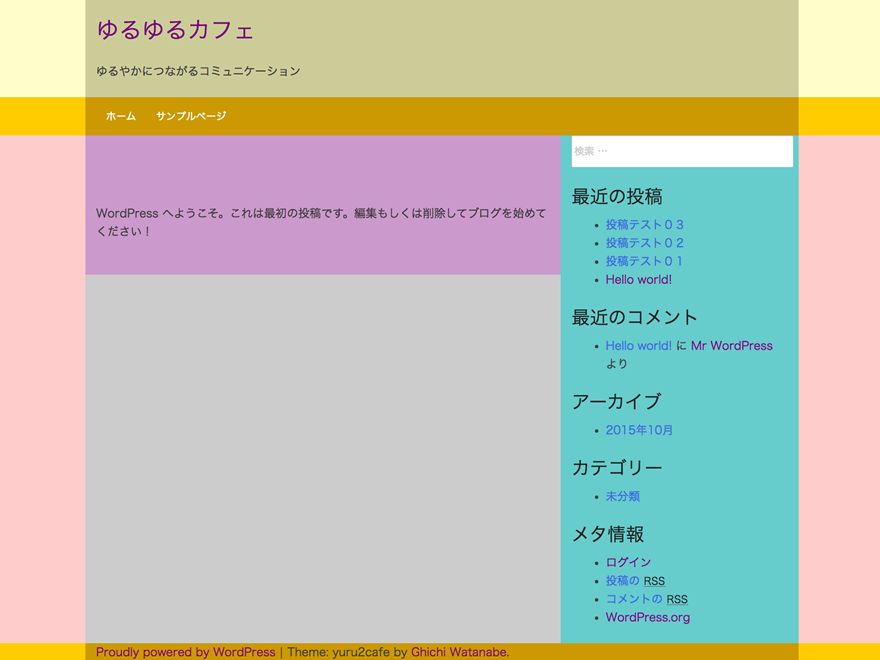 ゆるゆるカフェ
ゆるやかにつながるコミュニケーション
ホーム サンプルページ
WordPress へようこそ。これは最初の投稿です。編集もしくは削除してブログを始めて
ください！
検索 …
最近の投稿
投稿テスト０３
投稿テスト０２
投稿テスト０１
Hello world!
最近のコメント
Hello world! に Mr WordPress
より
アーカイブ
2015年10月
カテゴリー
未分類
メタ情報
ログイン
投稿の RSS
コメントの RSS
WordPress.org
Proudly powered by WordPress | Theme: yuru2cafe by Ghichi Watanabe.